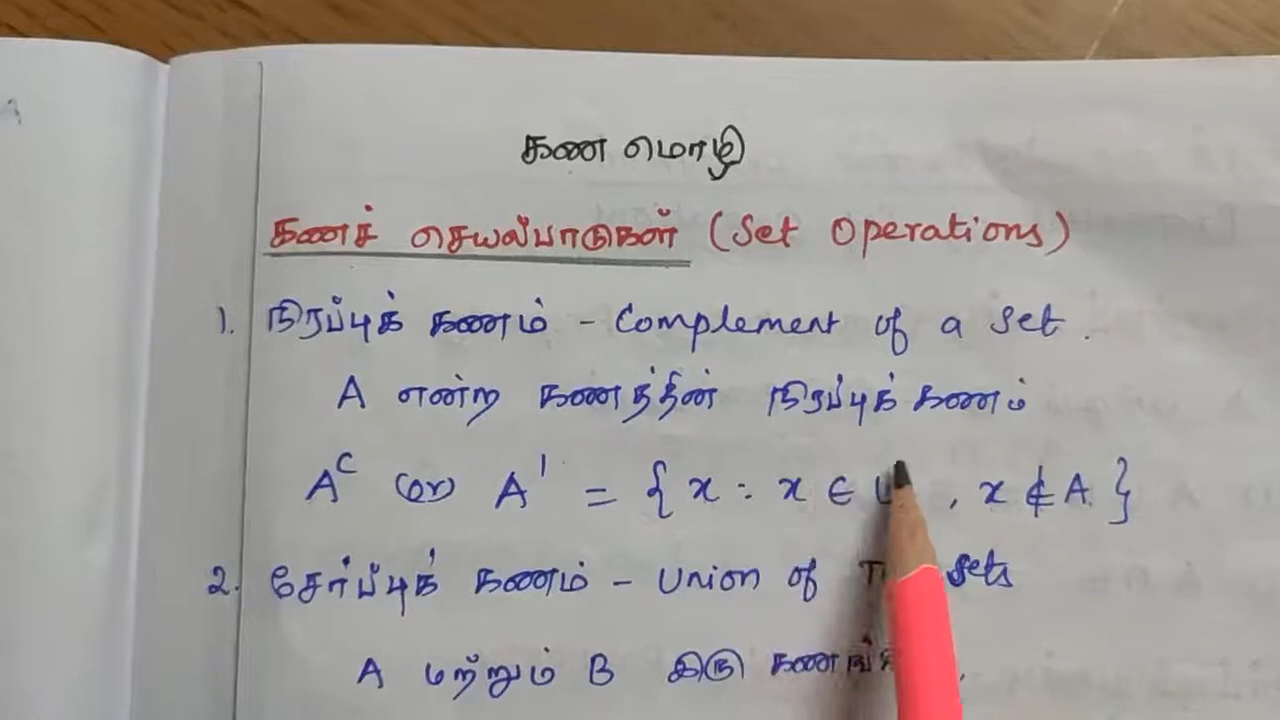 கண மொழி
கணச் செயல்பாடுகள் (Set Operations)
1. நிரப்புக் கணம் - Complement of a set.
A என்ற கணத்தின் நிரப்புக் கணம்
Aᶜ (or) A' = { x : x ∈ U, x ∉ A }
2. சேர்ப்புக் கணம் - Union of sets
A மற்றும் B இரு